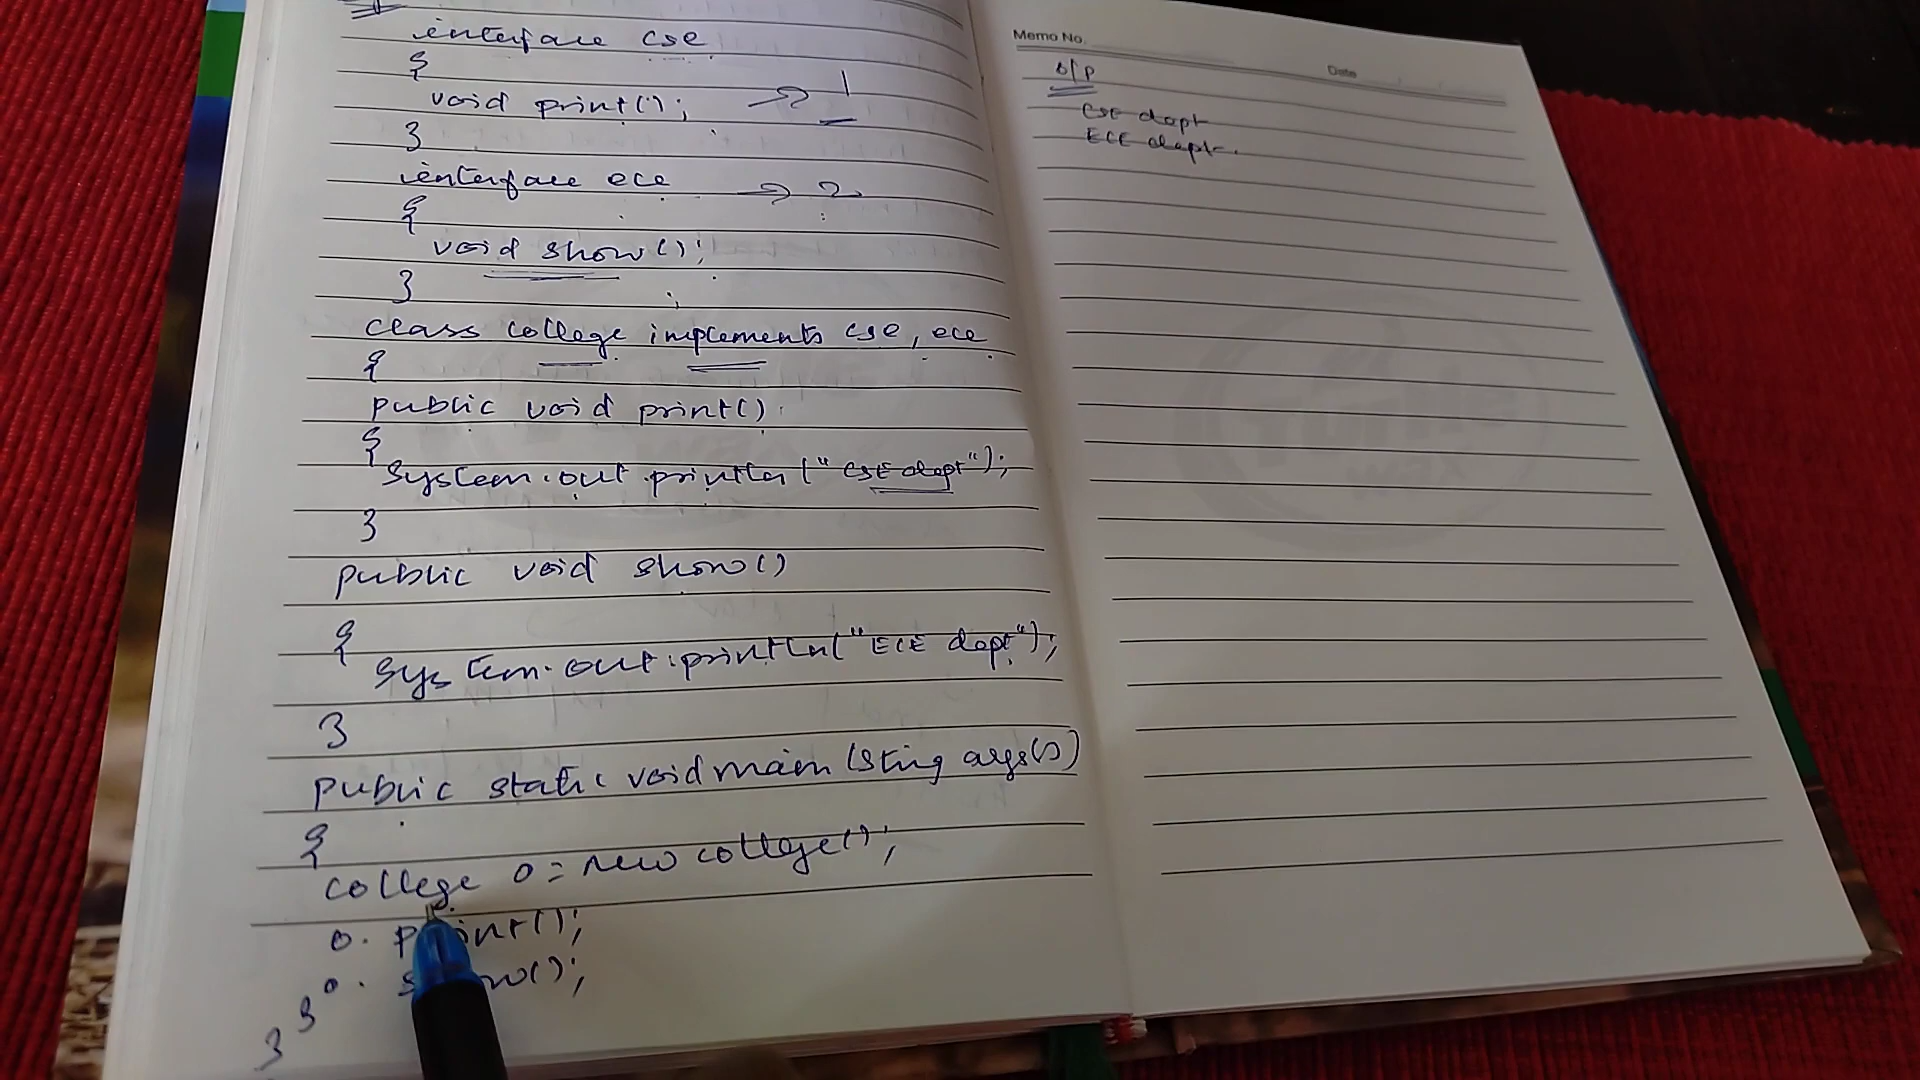 interface cse
{
void print(); → 1
}
interface ece → 2
{
void show();
}
class college implements cse, ece
{
public void print()
{
System.out.println("CSE dept");
}
public void show()
{
System.out.println("ECE dept");
}
public static void main(String args[])
{
college o = new college();
o. print();
o. show();
}
}
Memo No.
Date
O/P
CSE dept
ECE dept.